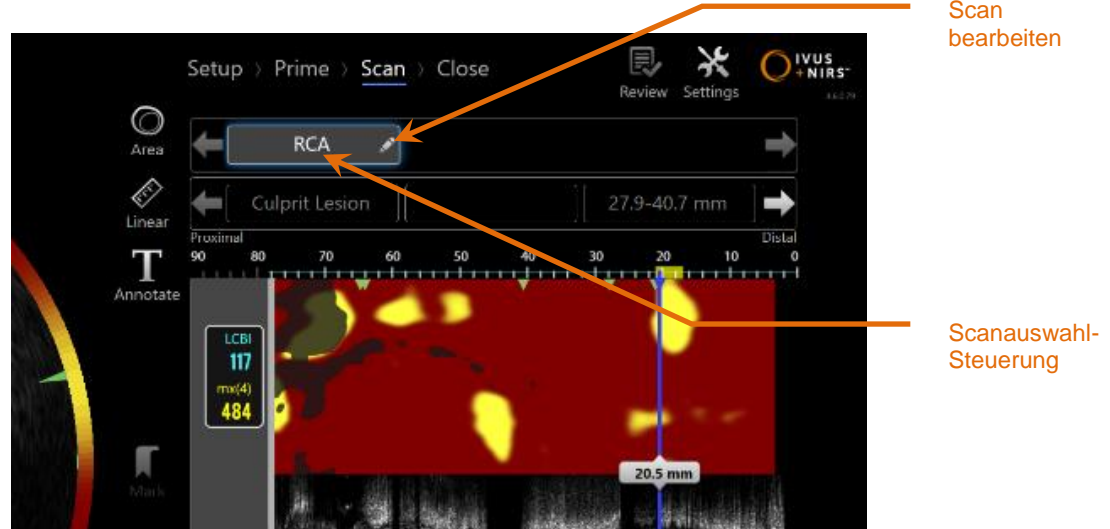 Scan
bearbeiten
Setup > Prime > Scan > Close
Review
Settings
IVUS
+NIRS
Area
RCA
Linear
Culprit Lesion
27.9-40.7 mm
Proximal
Distal
90 80 70 60 50 40 30 20 10 0
T
Annotate
LCBI
117
mx(4)
484
Scanauswahl-
Steuerung
20.5 mm
Mark